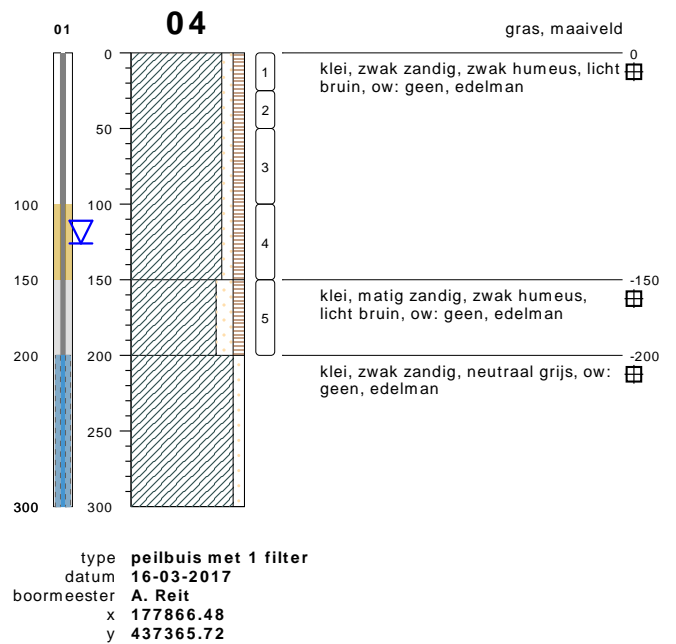 01
04
gras, maaiveld
0
0
1
klei, zwak zandig, zwak humeus, licht
bruin, ow: geen, edelman
2
50
3
100
100
4
150
150
-150
klei, matig zandig, zwak humeus,
licht bruin, ow: geen, edelman
5
200
200
-200
klei, zwak zandig, neutraal grijs, ow:
geen, edelman
250
300
300
type peilbuis met 1 filter
datum 16-03-2017
boormeester A. Reit
x 177866.48
y 437365.72